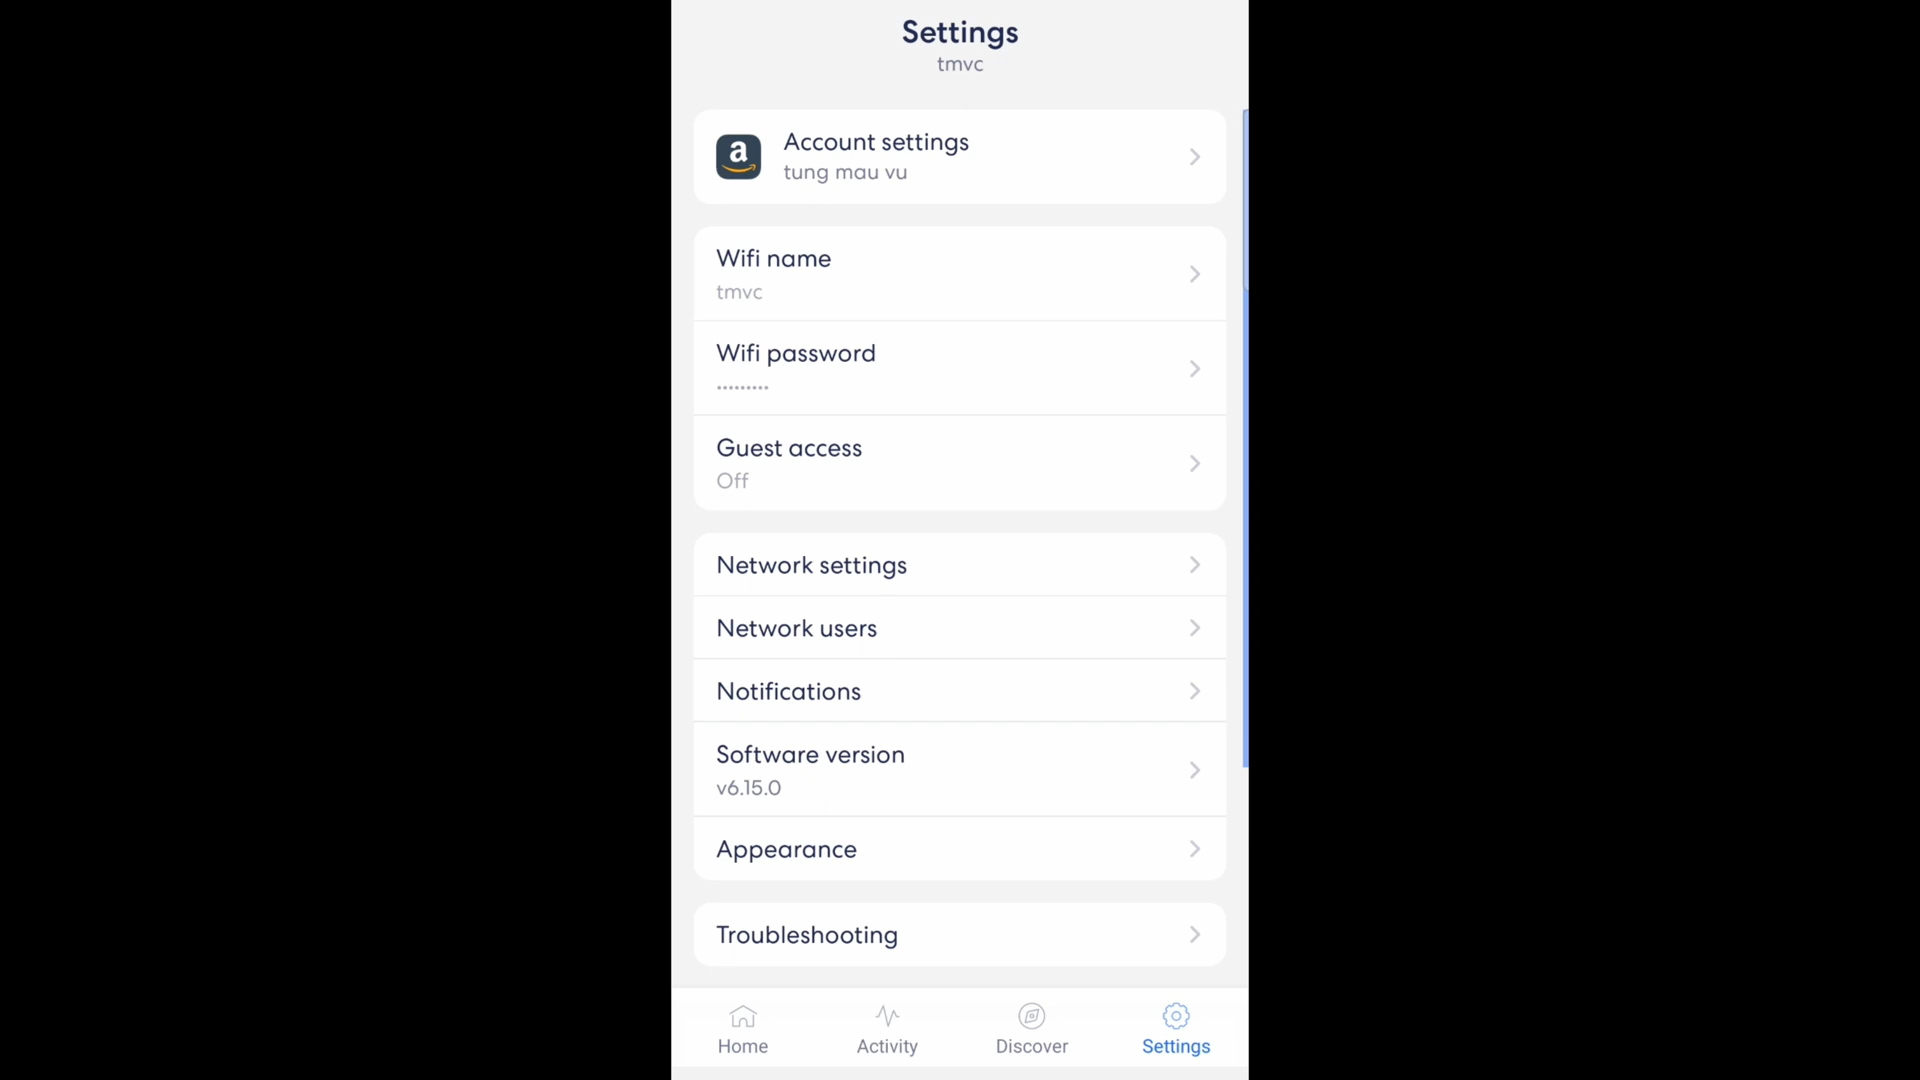 Settings
tmvc
a
Account settings
tung mau vu
Wifi name
tmvc
Wifi password
•••••••••
Guest access
Off
Network settings
Network users
Notifications
Software version
v6.15.0
Appearance
Troubleshooting
Home
Activity
Discover
Settings